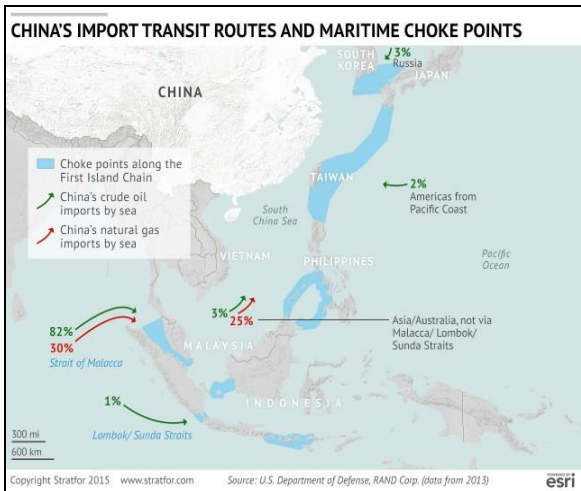 CHINA'S IMPORT TRANSIT ROUTES AND MARITIME CHOKE POINTS
SOUTH
KOREA
3%
Russia
JAPAN
CHINA
Choke points along the
First Island Chain
China's crude oil
imports by sea
China's natural gas
imports by sea
TAIWAN
2%
Americas from
Pacific Coast
South
China Sea
Pacific
Ocean
VIETNAM
PHILIPPINES
3%
25%
Asia/Australia, not via
Malacca/ Lombok/
Sunda Straits
82%
30%
Strait of Malacca
MALAYSIA
1%
INDONESIA
Lombok/ Sunda Straits
300 mi
600 km
Copyright Stratfor 2015 www.stratfor.com Source: U.S. Department of Defense, RAND Corp. (data from 2013)
POWERED BY
esri